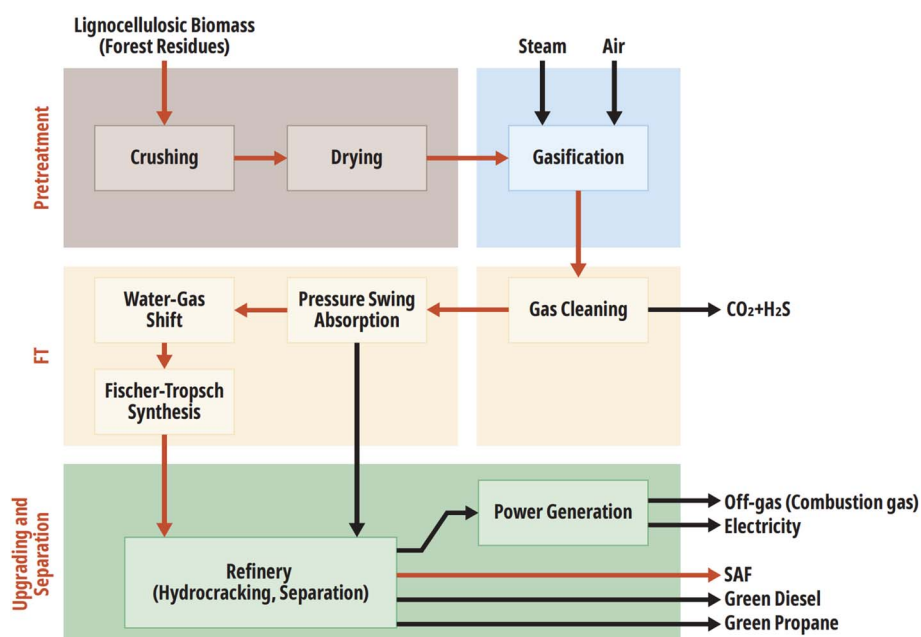 Lignocellulosic Biomass
(Forest Residues)
Steam
Air
Pretreatment
Crushing
Drying
Gasification
FT
Water-Gas
Shift
Pressure Swing
Absorption
Gas Cleaning
CO₂+H₂S
Fischer-Tropsch
Synthesis
Upgrading and
Separation
Refinery
(Hydrocracking, Separation)
Power Generation
Off-gas (Combustion gas)
Electricity
SAF
Green Diesel
Green Propane